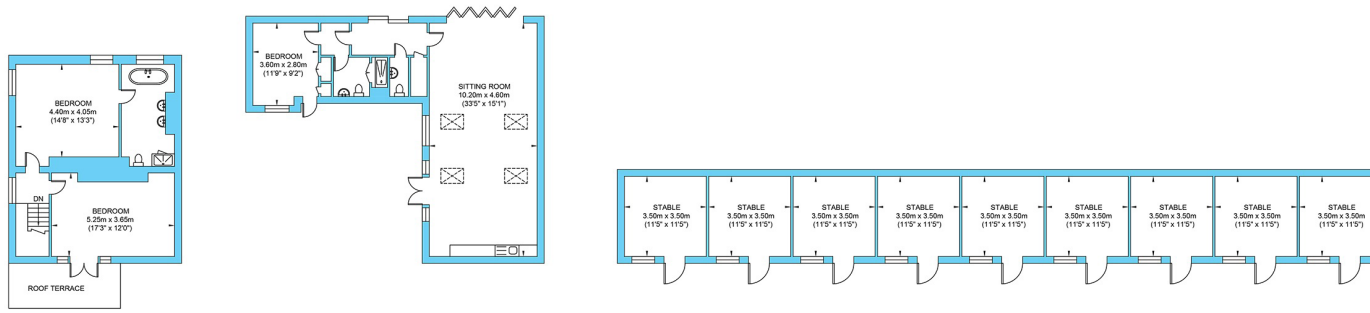 BEDROOM
4.40m x 4.05m
(14'8" x 13'3")
DN
BEDROOM
5.25m x 3.65m
(17'3" x 12'0")
ROOF TERRACE
BEDROOM
3.60m x 2.80m
(11'9" x 9'2")
SITTING ROOM
10.20m x 4.60m
(33'5" x 15'1")
STABLE
3.50m x 3.50m
(11'5" x 11'5")
STABLE
3.50m x 3.50m
(11'5" x 11'5")
STABLE
3.50m x 3.50m
(11'5" x 11'5")
STABLE
3.50m x 3.50m
(11'5" x 11'5")
STABLE
3.50m x 3.50m
(11'5" x 11'5")
STABLE
3.50m x 3.50m
(11'5" x 11'5")
STABLE
3.50m x 3.50m
(11'5" x 11'5")
STABLE
3.50m x 3.50m
(11'5" x 11'5")
STABLE
3.50m x 3.50m
(11'5" x 11'5")